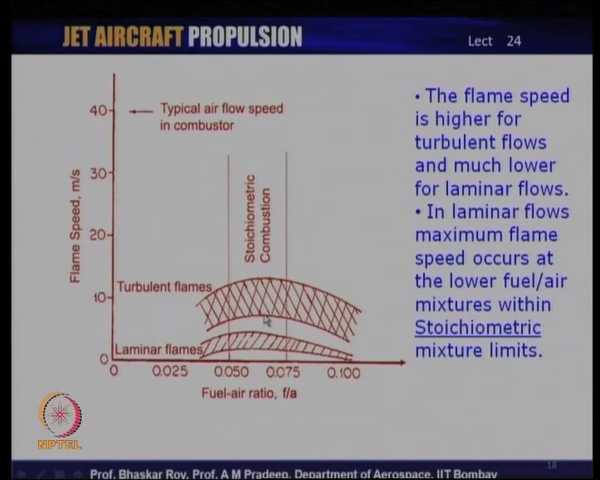 JET AIRCRAFT PROPULSION
Lect 24
40
Typical air flow speed
in combustor
30
20
10
0
Flame Speed, m/s
Stoichiometric
Combustion
Turbulent flames
Laminar flames
0 0.025 0.050 0.075 0.100
Fuel-air ratio, f/a
• The flame speed
is higher for
turbulent flows
and much lower
for laminar flows.
• In laminar flows
maximum flame
speed occurs at
the lower fuel/air
mixtures within
Stoichiometric
mixture limits.
NPTEL
18
Prof. Bhaskar Roy, Prof. A M Pradeep, Department of Aerospace, IIT Bombay